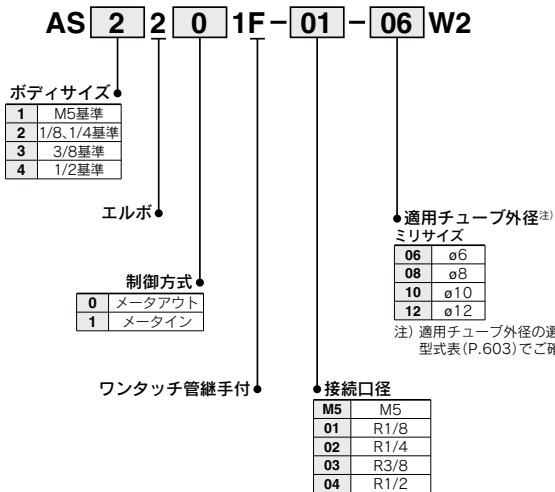 AS 2 2 0 1F-01-06 W2
ボディサイズ
1 M5基準
2 1/8、1/4基準
3 3/8基準
4 1/2基準
エルボ
制御方式
0 メータアウト
1 メータイン
ワンタッチ管継手付
適用チューブ外径注)
ミリサイズ
06 ø6
08 ø8
10 ø10
12 ø12
注) 適用チューブ外径の
型式表(P.603)でご
接続口径
M5 M5
01 R1/8
02 R1/4
03 R3/8
04 R1/2